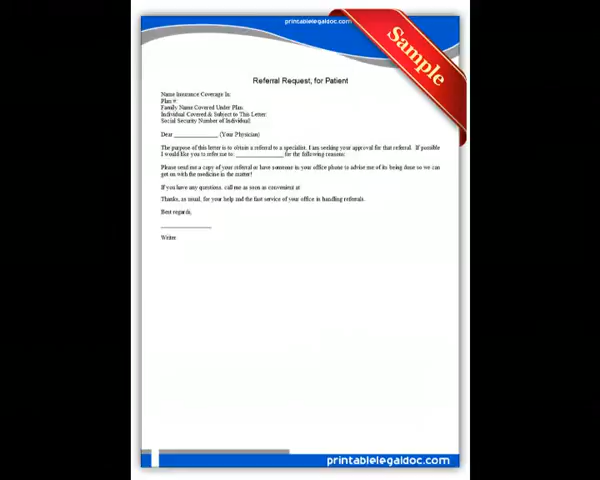 printablelegaldoc.com
Sample
Referral Request, for Patient
Name Insurance Coverage In:
Plan #:
Family Name Covered Under Plan:
Individual Covered & Subject to This Letter:
Social Security Number of Individual:
Dear ______________ (Your Physician)
The purpose of this letter is to obtain a referral to a specialist. I am seeking your approval for that referral. If possible
I would like you to refer me to: ________________ for the following reasons:
Please send me a copy of your referral or have someone in your office phone to advise me of its being done so we can
get on with the medicine in the matter!
If you have any questions, call me as soon as convenient at
Thanks, as usual, for your help and the fast service of your office in handling referrals.
Best regards,
________________
Writer
printablelegaldoc.com